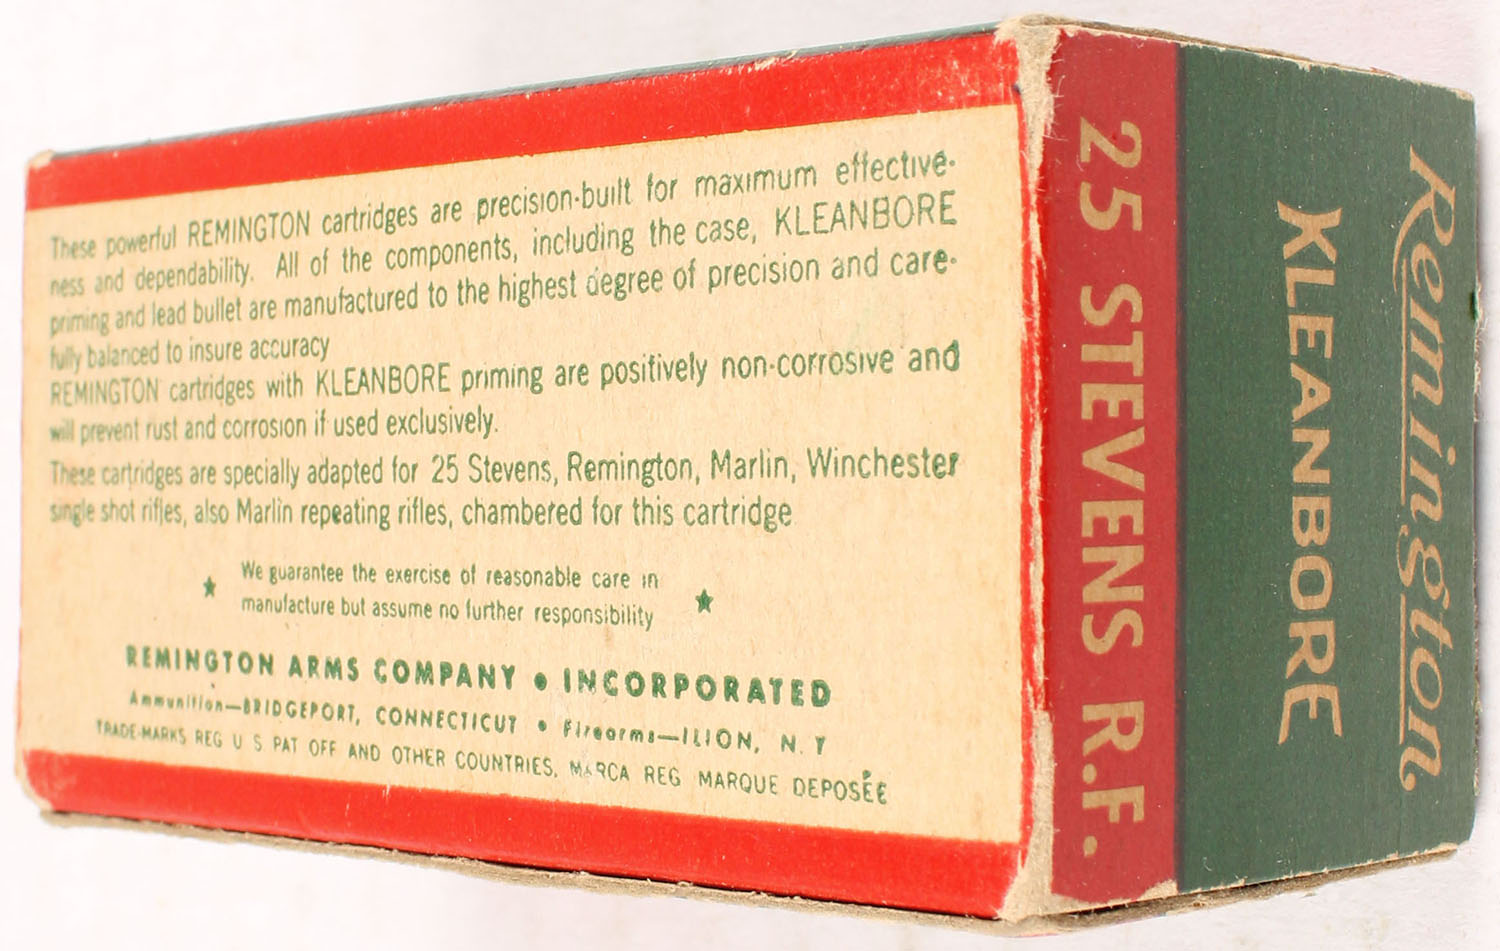 These powerful REMINGTON cartridges are precision-built for maximum effective-
ness and dependability. All of the components, including the case, KLEANBORE
priming and lead bullet are manufactured to the highest degree of precision and care-
fully balanced to insure accuracy
REMINGTON cartridges with KLEANBORE priming are positively non-corrosive and
will prevent rust and corrosion if used exclusively.
These cartridges are specially adapted for 25 Stevens, Remington, Marlin, Winchester
single shot rifles, also Marlin repeating rifles, chambered for this cartridge
★ We guarantee the exercise of reasonable care in
manufacture but assume no further responsibility ★
REMINGTON ARMS COMPANY • INCORPORATED
Ammunition—BRIDGEPORT, CONNECTICUT • Firearms—ILION, N. Y
TRADE-MARKS REG U S PAT OFF AND OTHER COUNTRIES, MARCA REG MARQUE DEPOSÉE
Remington
KLEANBORE
25 STEVENS R.F.